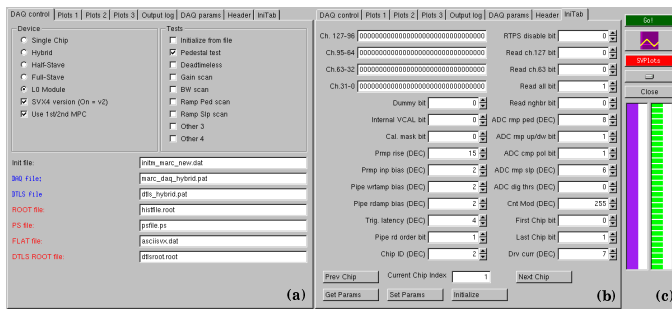 DAQ control Plots 1 Plots 2 Plots 3 Output log DAQ params Header IniTab
Device
Single Chip
Hybrid
Half-Stave
Full-Stave
L0 Module
SVX4 version (On = v2)
Use 1st/2nd MPC
Tests
Initialize from file
Pedestal test
Deadtimeless
Gain scan
BW scan
Ramp Ped scan
Ramp Slp scan
Other 3
Other 4
Init file: initm_marc_new.dat
DAQ file: marc_daq_hybrid.pat
DTLS file dtls_hybrid.pat
ROOT file: histfile.root
PS file: psfile.ps
FLAT file: asciisvx.dat
DTLS ROOT file: dtlsroot.root
(a)
DAQ control Plots 1 Plots 2 Plots 3 Output log DAQ params Header IniTab
Ch. 127-96 00000000000000000000000000000000 RTPS disable bit 0
Ch.95-64 00000000000000000000000000000000 Read ch.127 bit 0
Ch.63-32 00000000000000000000000000000000 Read ch.63 bit 0
Ch.31-0 00000000000000000000000000000000 Read all bit 1
Dummy bit 0 Read nghbr bit 0
Internal VCAL bit 0 ADC rmp ped (DEC) 8
Cal. mask bit 0 ADC rmp up/dw bit 1
Prmp rise (DEC) 15 ADC cmp pol bit 1
Prmp inp bias (DEC) 2 ADC rmp slp (DEC) 6
Pipe wrtamp bias (DEC) 2 ADC dig thrs (DEC) 0
Pipe rdamp bias (DEC) 2 Cnt Mod (DEC) 255
Trig. latency (DEC) 4 First Chip bit 0
Pipe rd order bit 1 Last Chip bit 1
Chip ID (DEC) 2 Drv curr (DEC) 7
Prev Chip Current Chip Index 1 Next Chip
Get Params Set Params Initialize
(b)
Go!
SVPlots
Close
(c)